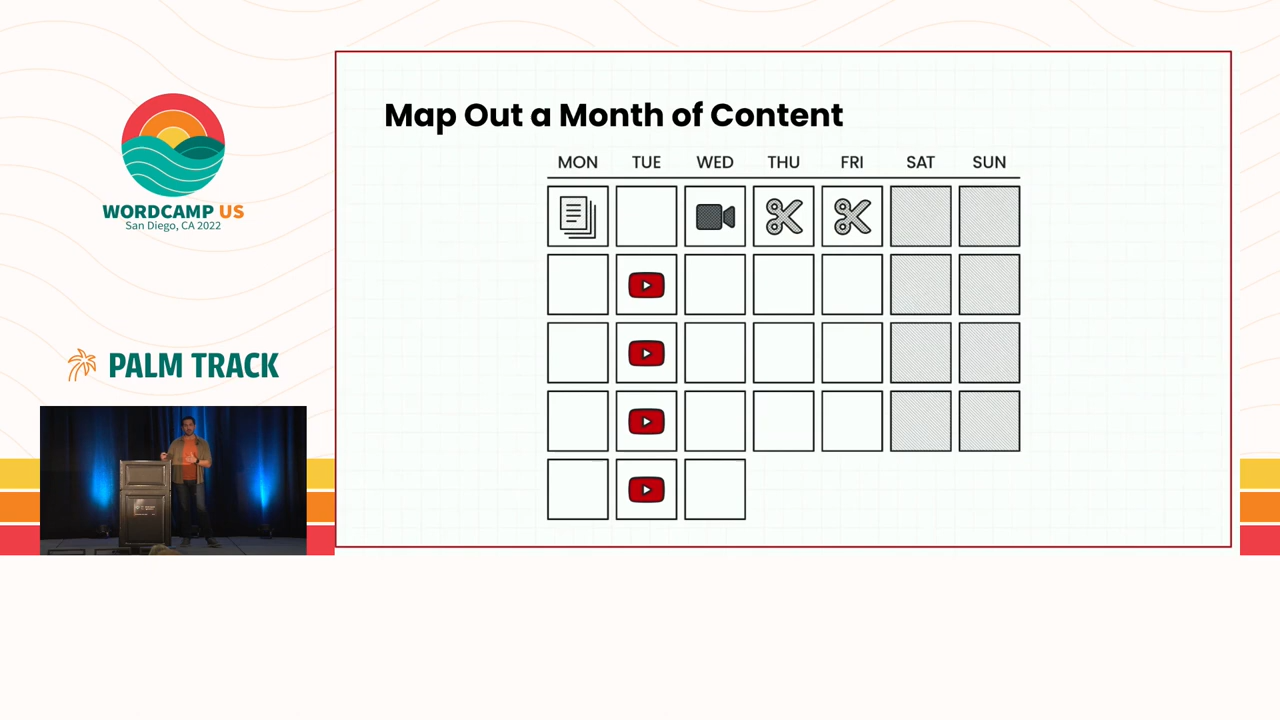 WORDCAMP US
San Diego, CA 2022
PALM TRACK
Map Out a Month of Content
MON TUE WED THU FRI SAT SUN